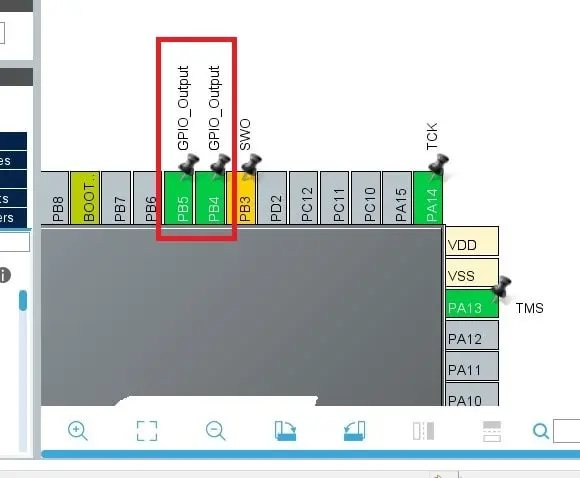 GPIO_Output
GPIO_Output
SWO
TCK
PB8
BOOT..
PB7
PB6
PB5
PB4
PB3
PD2
PC12
PC11
PC10
PA15
PA14
VDD
VSS
PA13
TMS
PA12
PA11
PA10
es
ts
ers